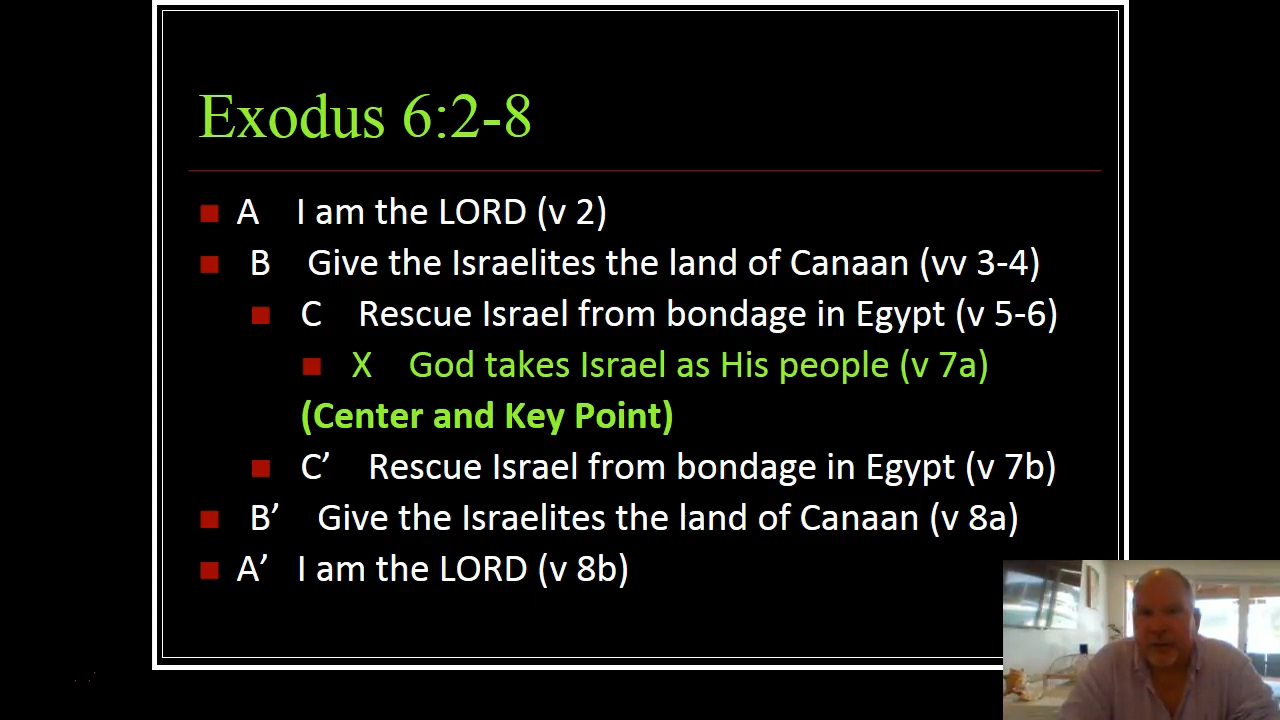 Exodus 6:2-8
A I am the LORD (v 2)
B Give the Israelites the land of Canaan (vv 3-4)
C Rescue Israel from bondage in Egypt (v 5-6)
X God takes Israel as His people (v 7a)
(Center and Key Point)
C’ Rescue Israel from bondage in Egypt (v 7b)
B’ Give the Israelites the land of Canaan (v 8a)
A’ I am the LORD (v 8b)